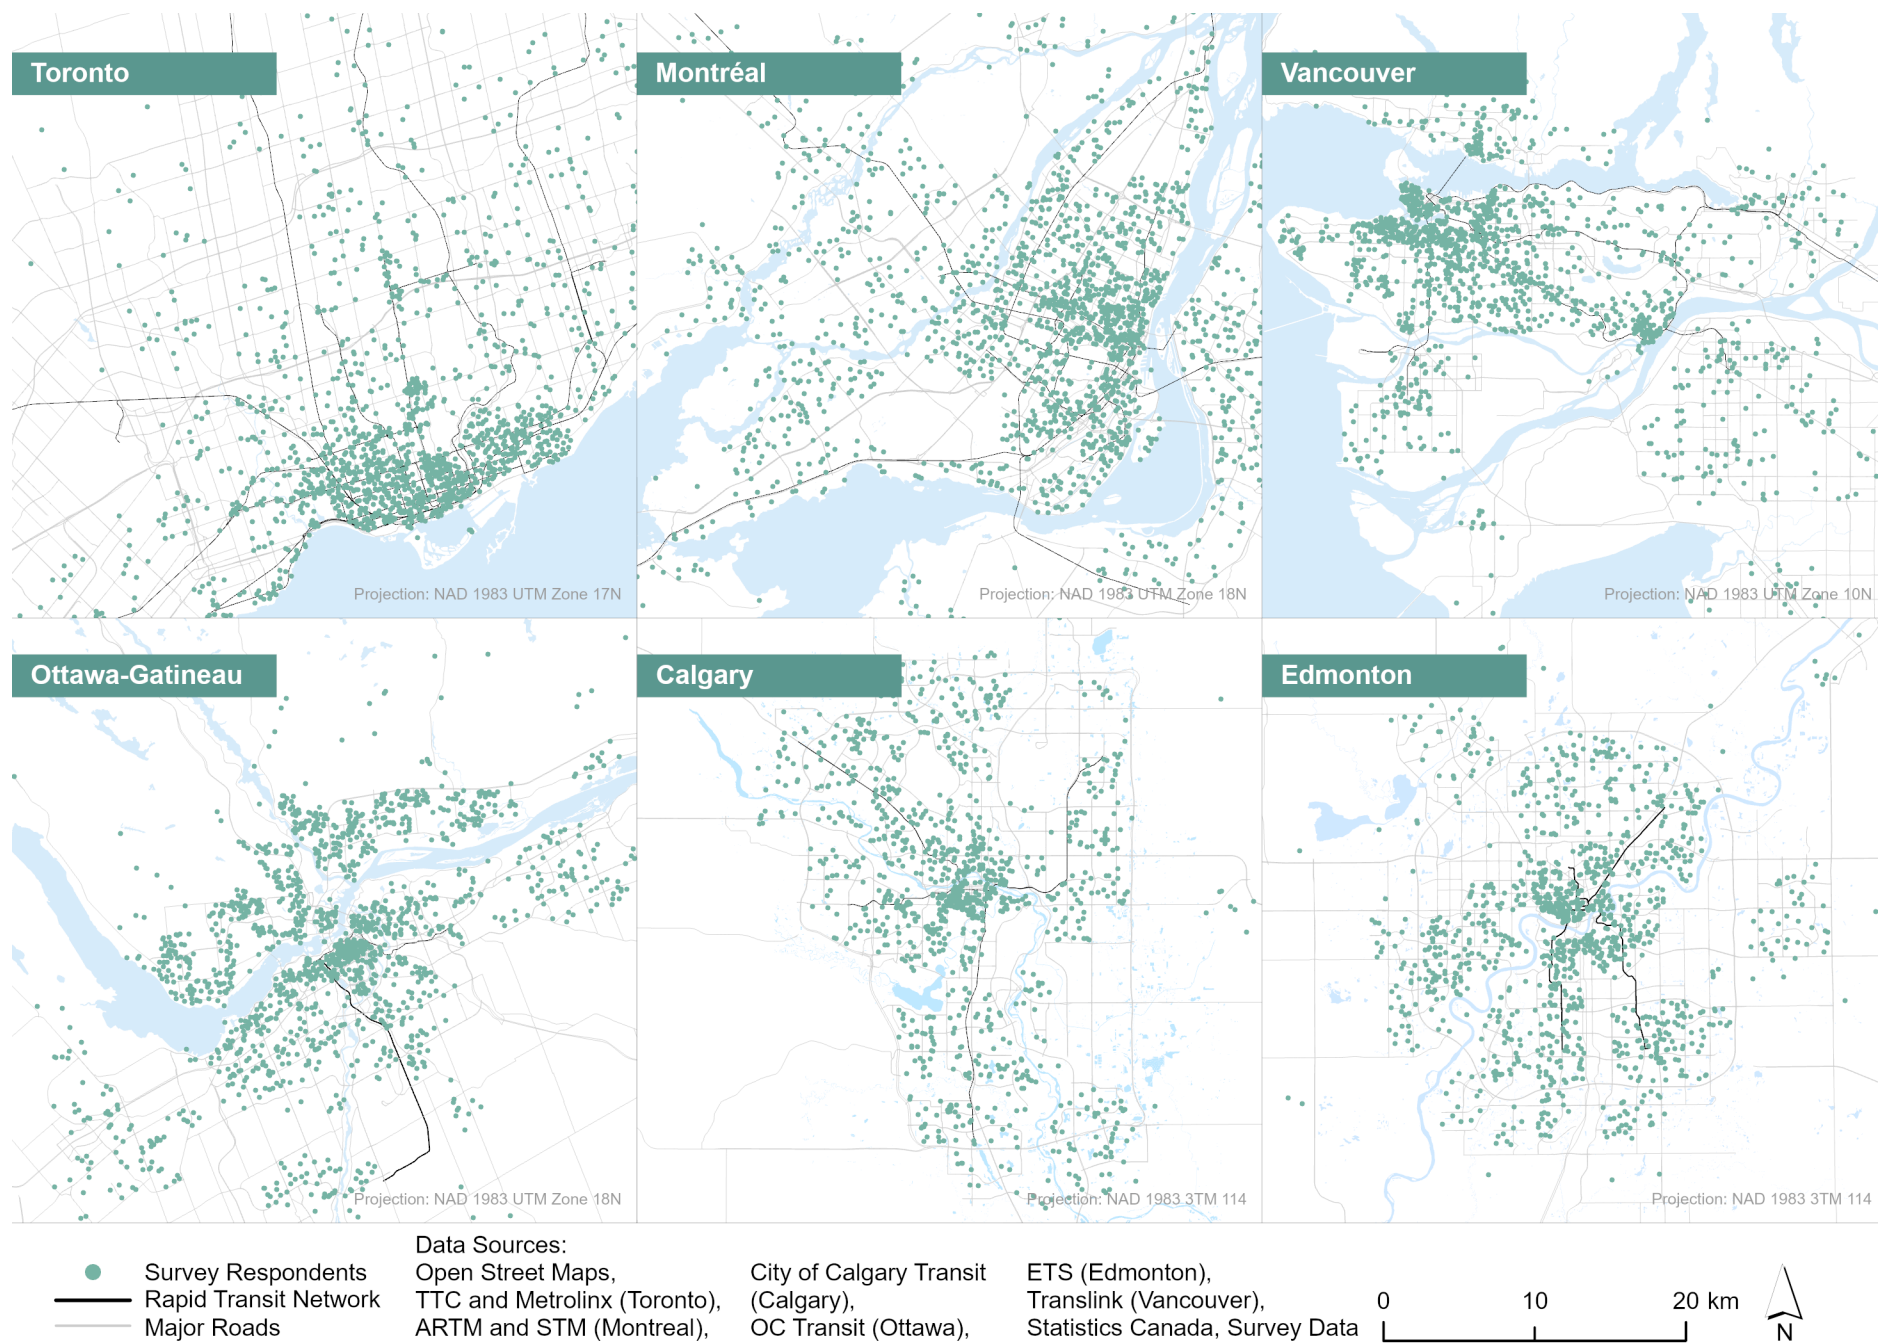 Toronto
Montréal
Vancouver
Projection: NAD 1983 UTM Zone 17N
Projection: NAD 1983 UTM Zone 18N
Projection: NAD 1983 UTM Zone 10N
Ottawa-Gatineau
Calgary
Edmonton
Projection: NAD 1983 UTM Zone 18N
Projection: NAD 1983 3TM 114
Projection: NAD 1983 3TM 114
Survey Respondents
Rapid Transit Network
Major Roads
Data Sources:
Open Street Maps,
TTC and Metrolinx (Toronto),
ARTM and STM (Montreal),
City of Calgary Transit
(Calgary),
OC Transit (Ottawa),
ETS (Edmonton),
Translink (Vancouver),
Statistics Canada, Survey Data
0 10 20 km
N